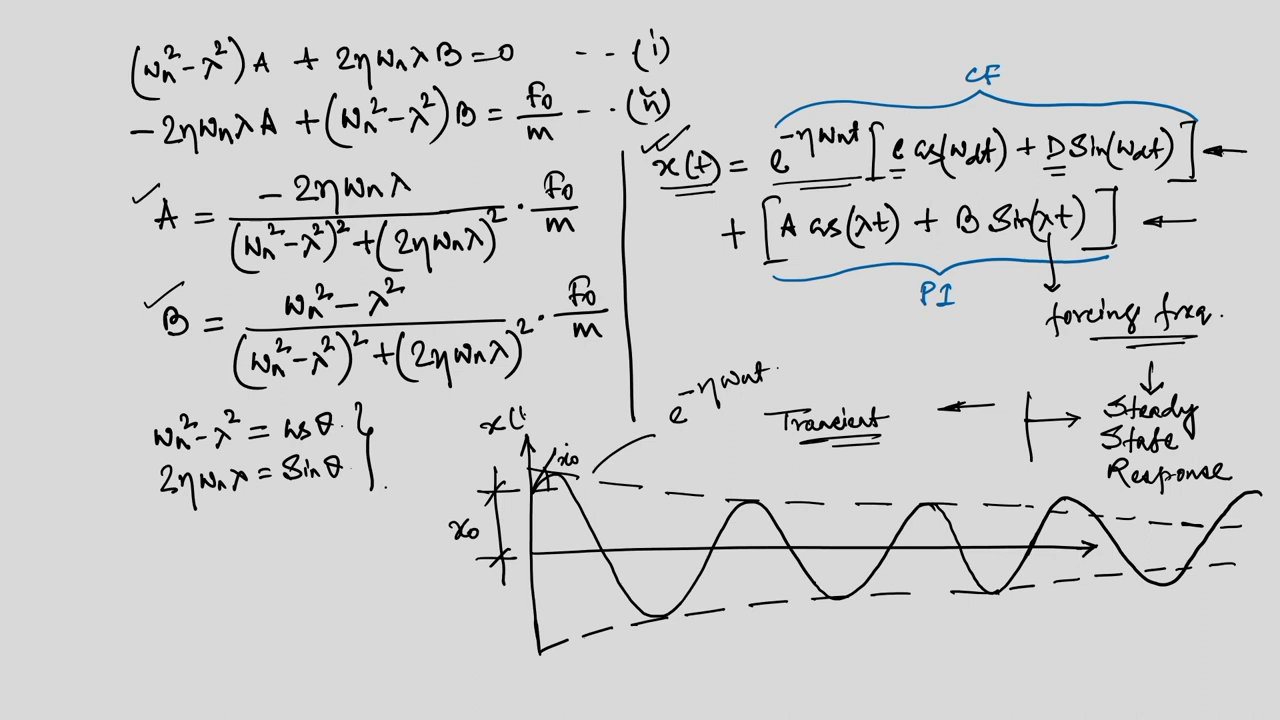 (ωn² − λ²) A + 2ηωnλ B = 0 -- (i)
− 2ηωnλ A + (ωn² − λ²) B = F0/m -- (ii)
A = − 2ηωnλ / (ωn² − λ²)² + (2ηωnλ)² · F0/m
B = ωn² − λ² / (ωn² − λ²)² + (2ηωnλ)² · F0/m
ωn² − λ² = cos θ
2ηωnλ = Sin θ
CF
x(t) = e^−ηωnt [ C cos(ωdt) + D Sin(ωdt) ]
+ [ A cos(λt) + B Sin(λt) ]
PI
forcing freq.
e^−ηωnt
Transient
Steady
State
Response
x(t
ẋ0
x0